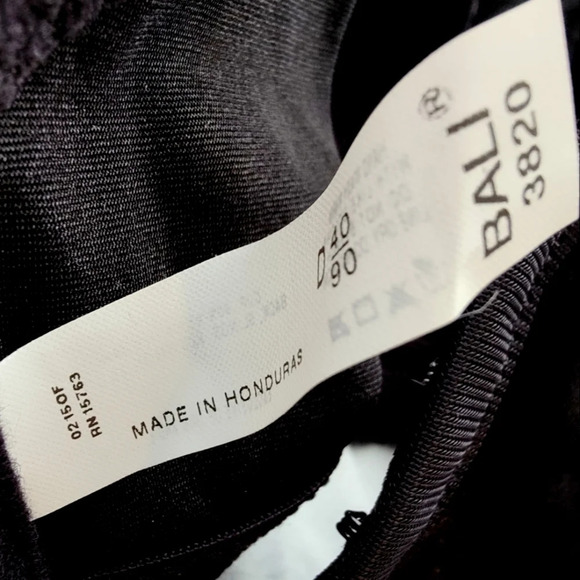 BALI®
3820
D 40/90
MADE IN HONDURAS
0215OF
RN 15763